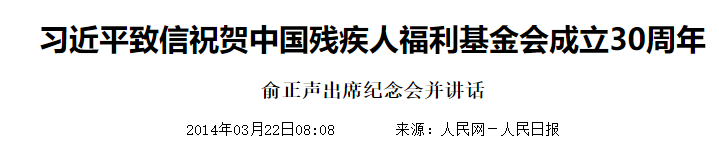 习近平致信祝贺中国残疾人福利基金会成立30周年
俞正声出席纪念会并讲话
2014年03月22日08:08 来源：人民网－人民日报